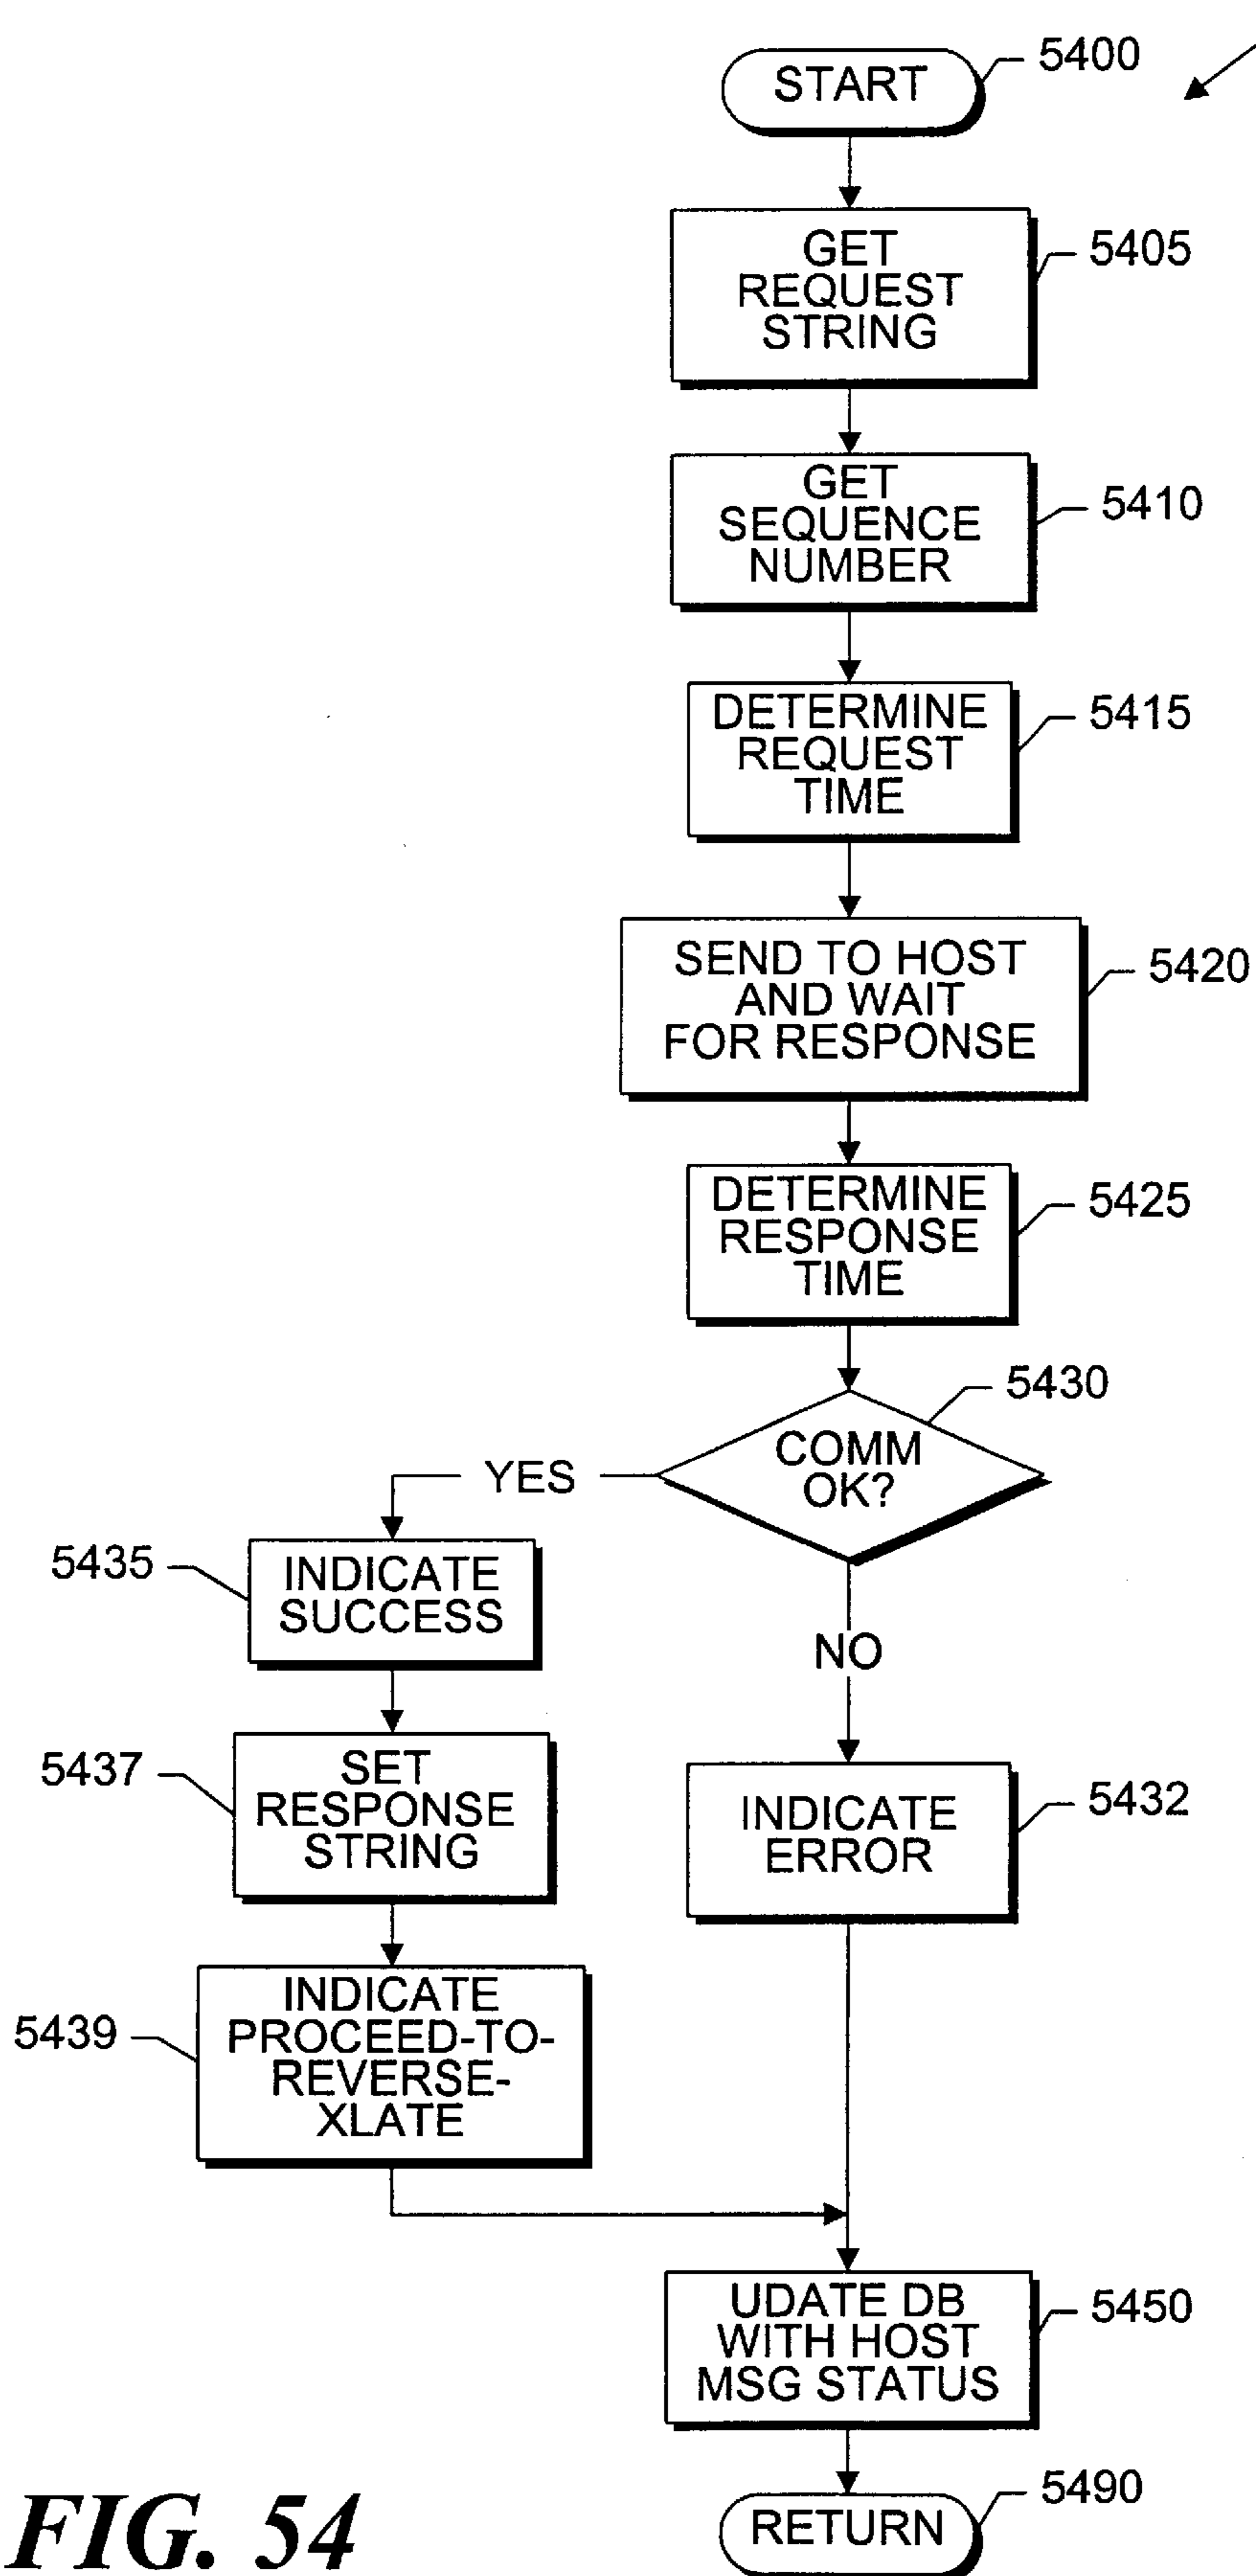 START
5400
GET
REQUEST
STRING
5405
GET
SEQUENCE
NUMBER
5410
DETERMINE
REQUEST
TIME
5415
SEND TO HOST
AND WAIT
FOR RESPONSE
5420
DETERMINE
RESPONSE
TIME
5425
COMM
OK?
5430
YES
NO
5435
INDICATE
SUCCESS
5437
SET
RESPONSE
STRING
INDICATE
ERROR
5432
5439
INDICATE
PROCEED-TO-
REVERSE-
XLATE
UDATE DB
WITH HOST
MSG STATUS
5450
RETURN
5490
FIG. 54